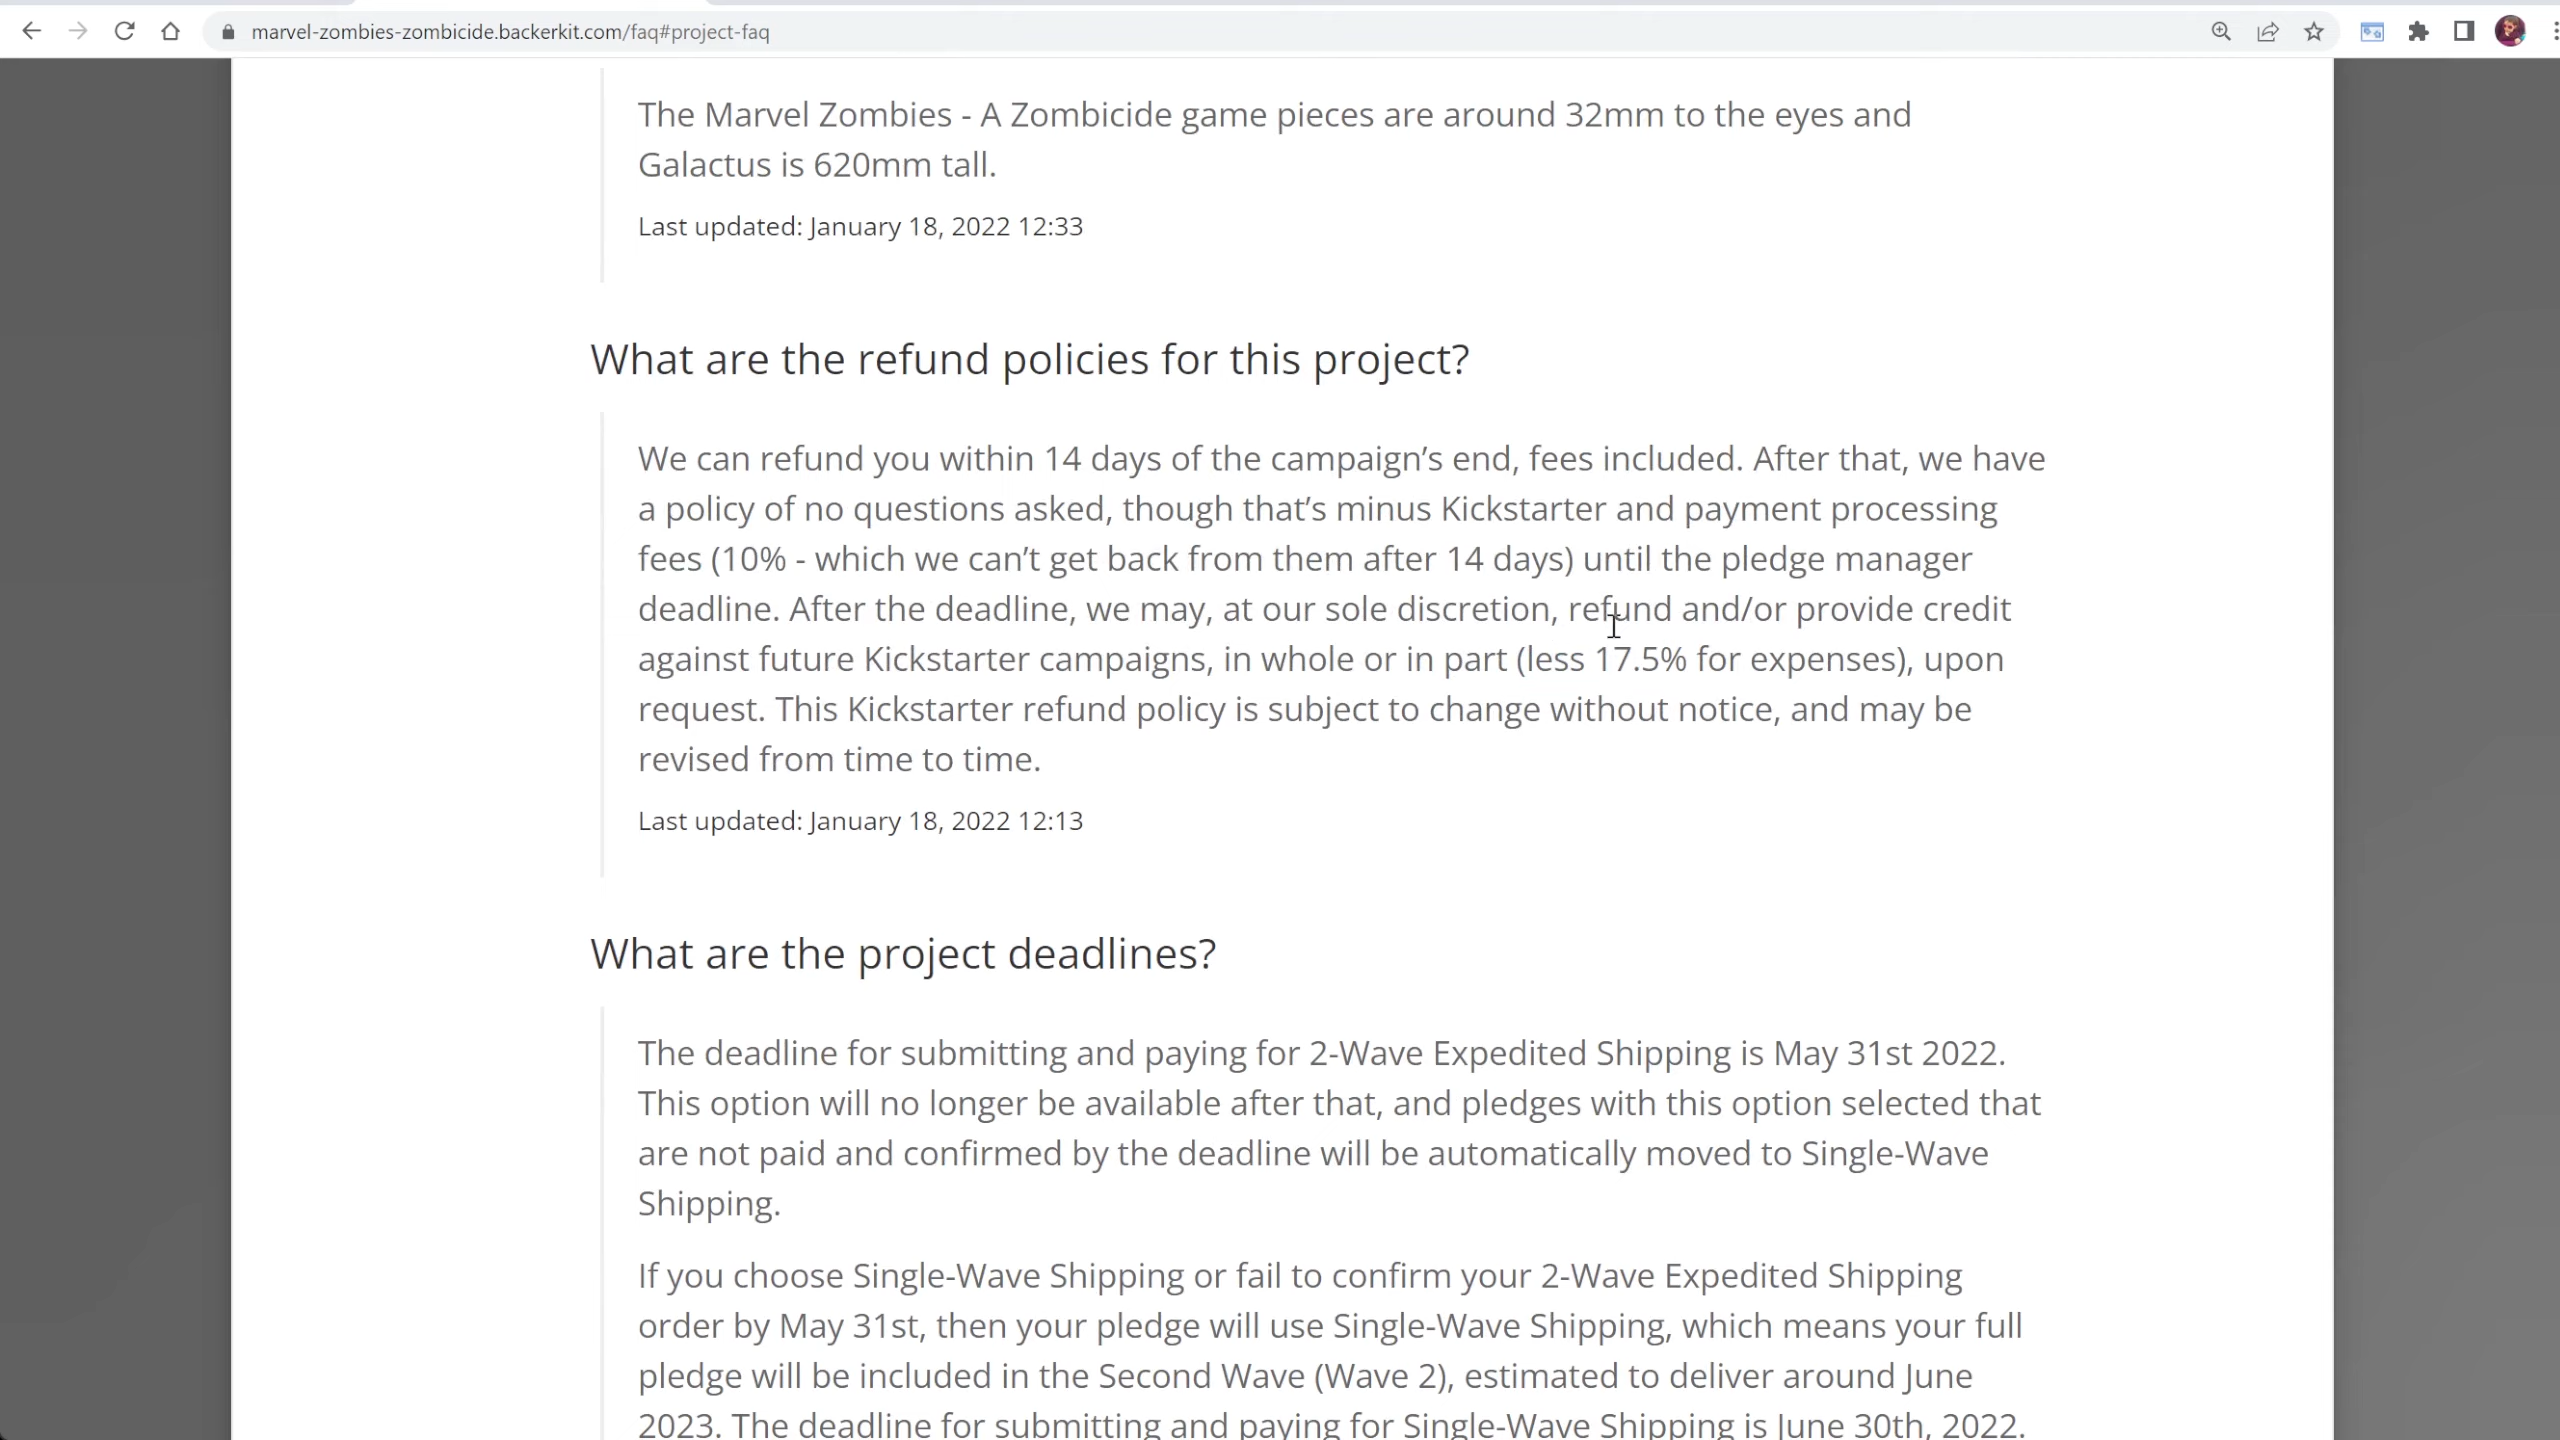 marvel-zombies-zombicide.backerkit.com/faq#project-faq
The Marvel Zombies - A Zombicide game pieces are around 32mm to the eyes and
Galactus is 620mm tall.
Last updated: January 18, 2022 12:33
What are the refund policies for this project?
We can refund you within 14 days of the campaign’s end, fees included. After that, we have
a policy of no questions asked, though that’s minus Kickstarter and payment processing
fees (10% - which we can’t get back from them after 14 days) until the pledge manager
deadline. After the deadline, we may, at our sole discretion, refund and/or provide credit
against future Kickstarter campaigns, in whole or in part (less 17.5% for expenses), upon
request. This Kickstarter refund policy is subject to change without notice, and may be
revised from time to time.
Last updated: January 18, 2022 12:13
What are the project deadlines?
The deadline for submitting and paying for 2-Wave Expedited Shipping is May 31st 2022.
This option will no longer be available after that, and pledges with this option selected that
are not paid and confirmed by the deadline will be automatically moved to Single-Wave
Shipping.
If you choose Single-Wave Shipping or fail to confirm your 2-Wave Expedited Shipping
order by May 31st, then your pledge will use Single-Wave Shipping, which means your full
pledge will be included in the Second Wave (Wave 2), estimated to deliver around June
2023. The deadline for submitting and paying for Single-Wave Shipping is June 30th, 2022.